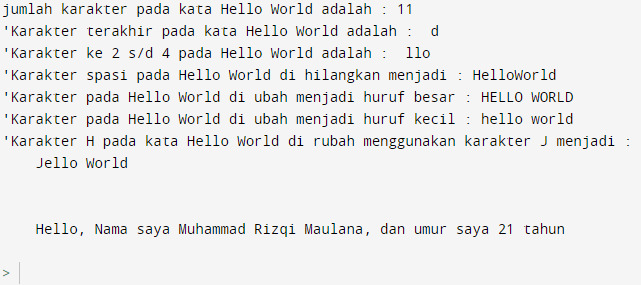 jumlah karakter pada kata Hello World adalah : 11
'Karakter terakhir pada kata Hello World adalah :  d
'Karakter ke 2 s/d 4 pada Hello World adalah :  llo
'Karakter spasi pada Hello World di hilangkan menjadi : HelloWorld
'Karakter pada Hello World di ubah menjadi huruf besar : HELLO WORLD
'Karakter pada Hello World di ubah menjadi huruf kecil : hello world
'Karakter H pada kata Hello World di rubah menggunakan karakter J menjadi :
Jello World
Hello, Nama saya Muhammad Rizqi Maulana, dan umur saya 21 tahun
>